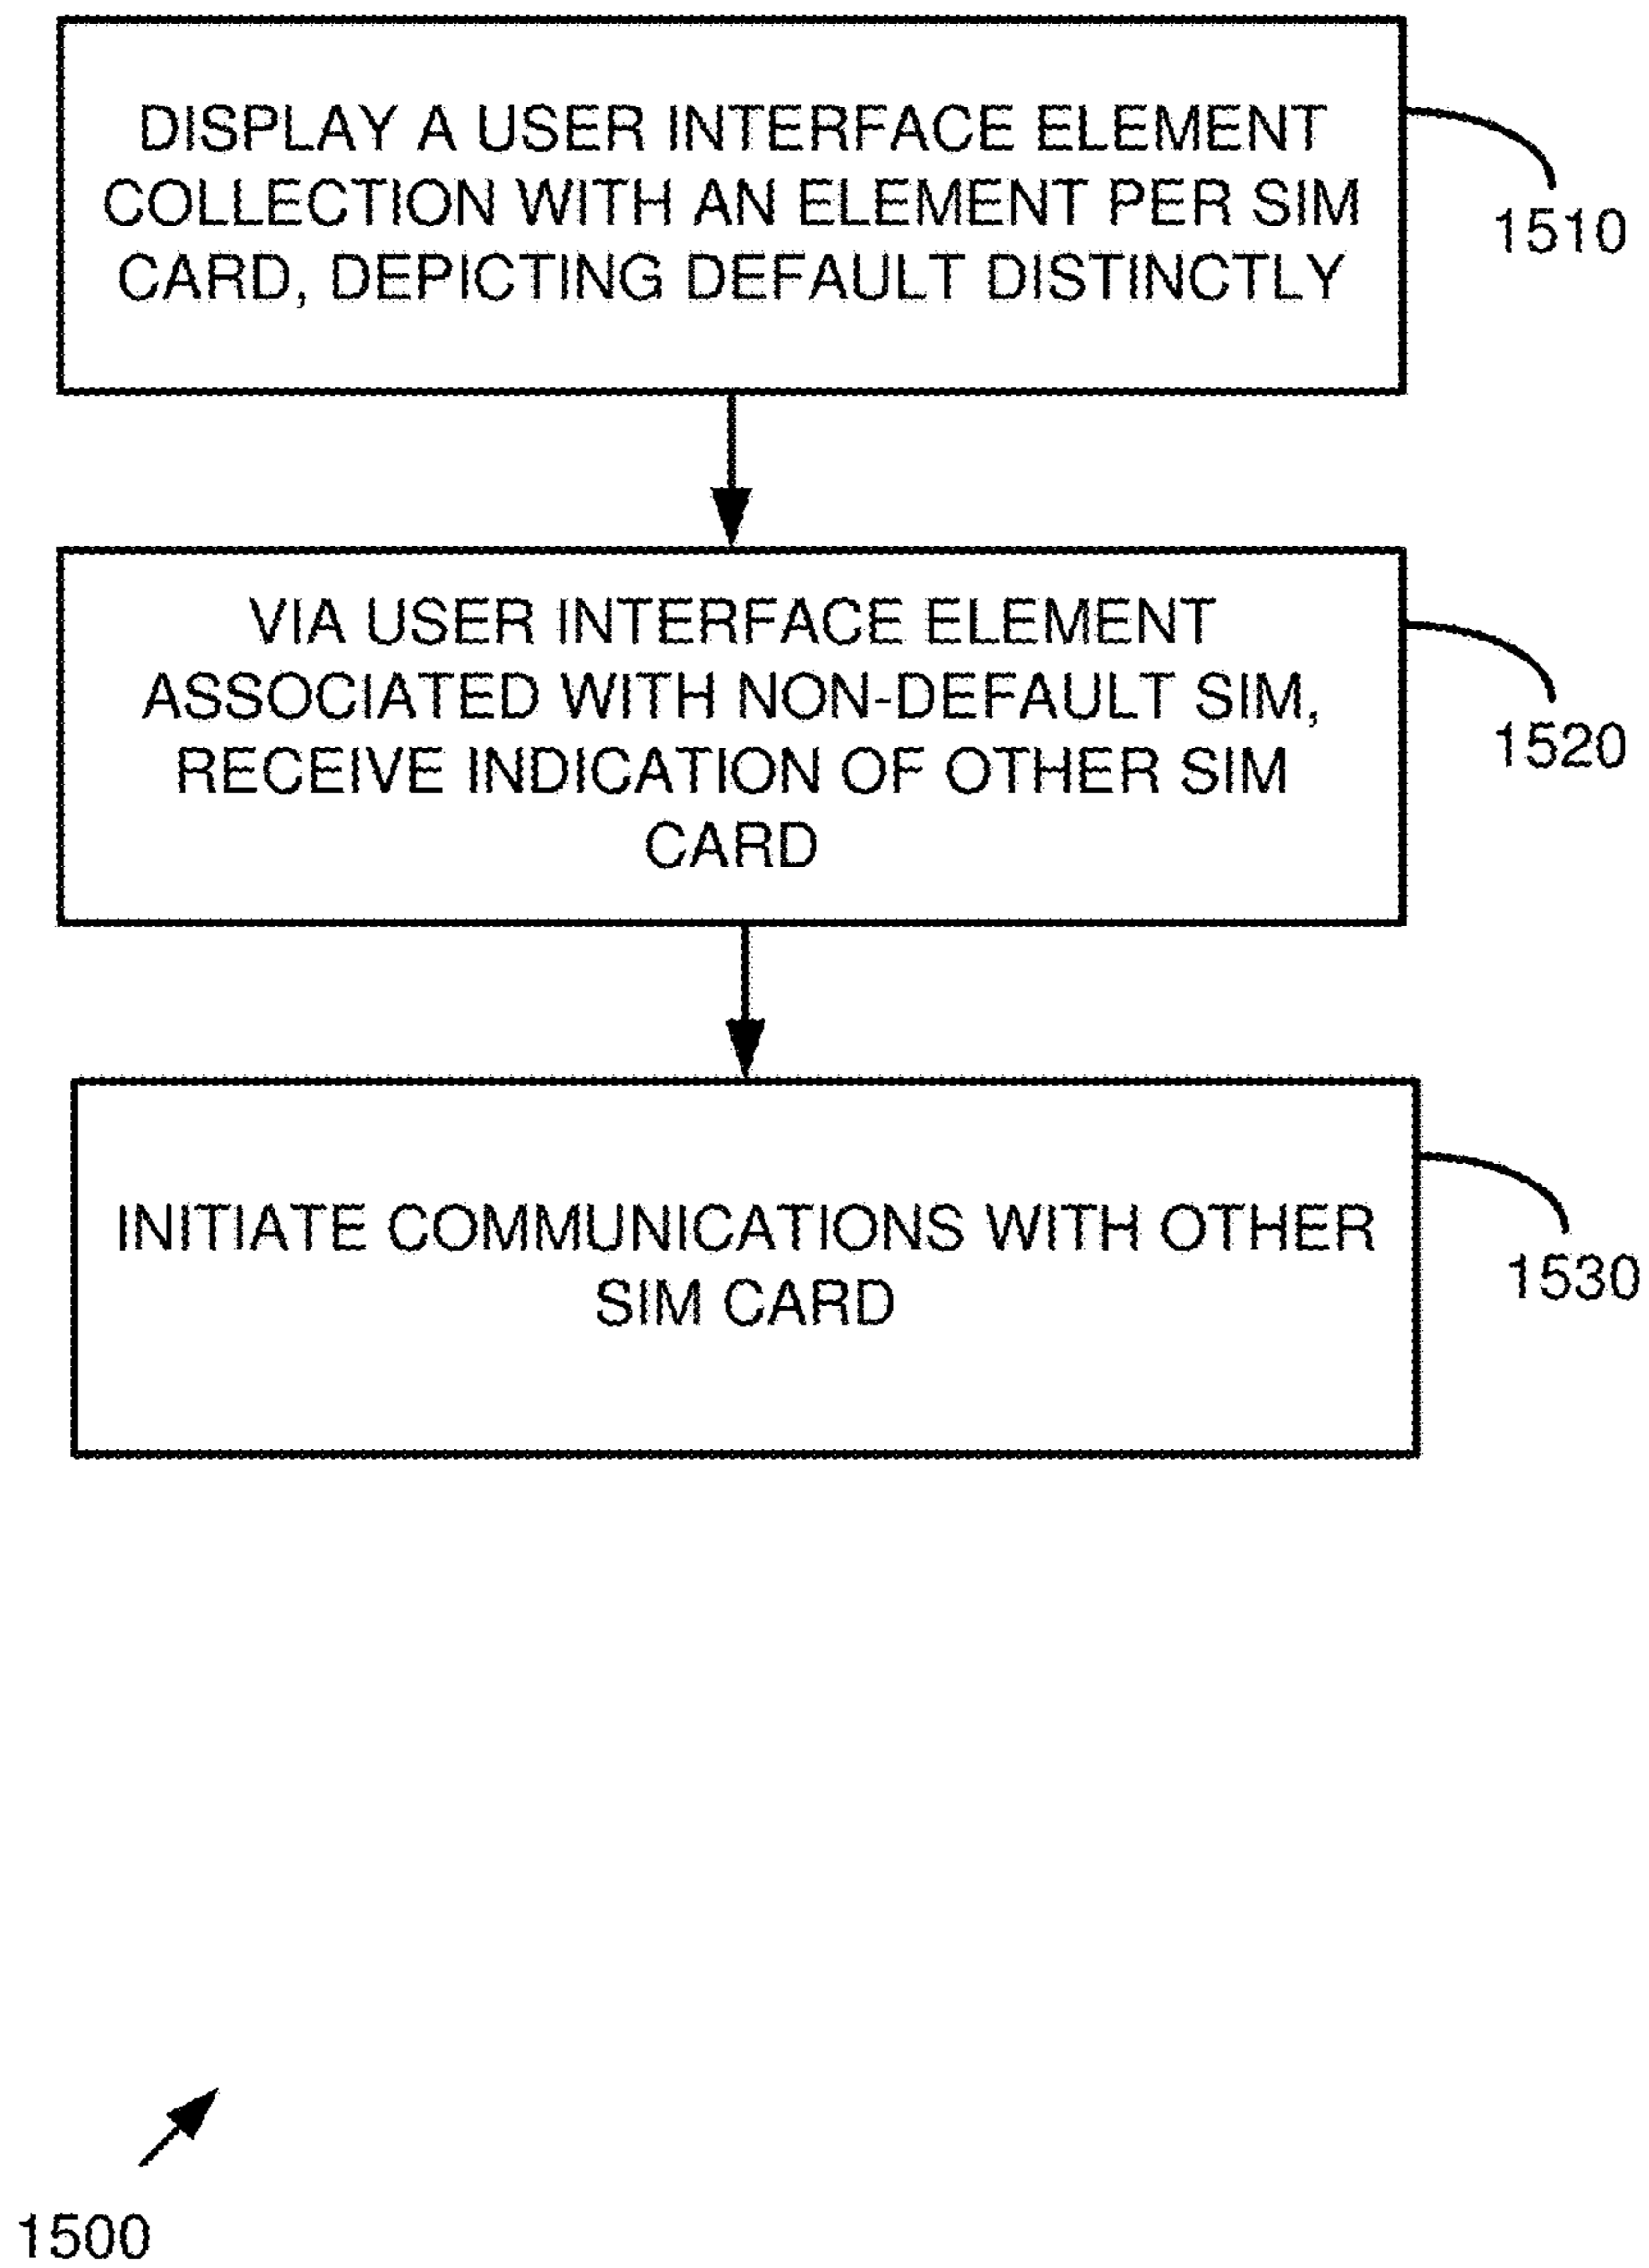 DISPLAY A USER INTERFACE ELEMENT
COLLECTION WITH AN ELEMENT PER SIM
CARD, DEPICTING DEFAULT DISTINCTLY
1510
VIA USER INTERFACE ELEMENT
ASSOCIATED WITH NON-DEFAULT SIM,
RECEIVE INDICATION OF OTHER SIM
CARD
1520
INITIATE COMMUNICATIONS WITH OTHER
SIM CARD
1530
1500